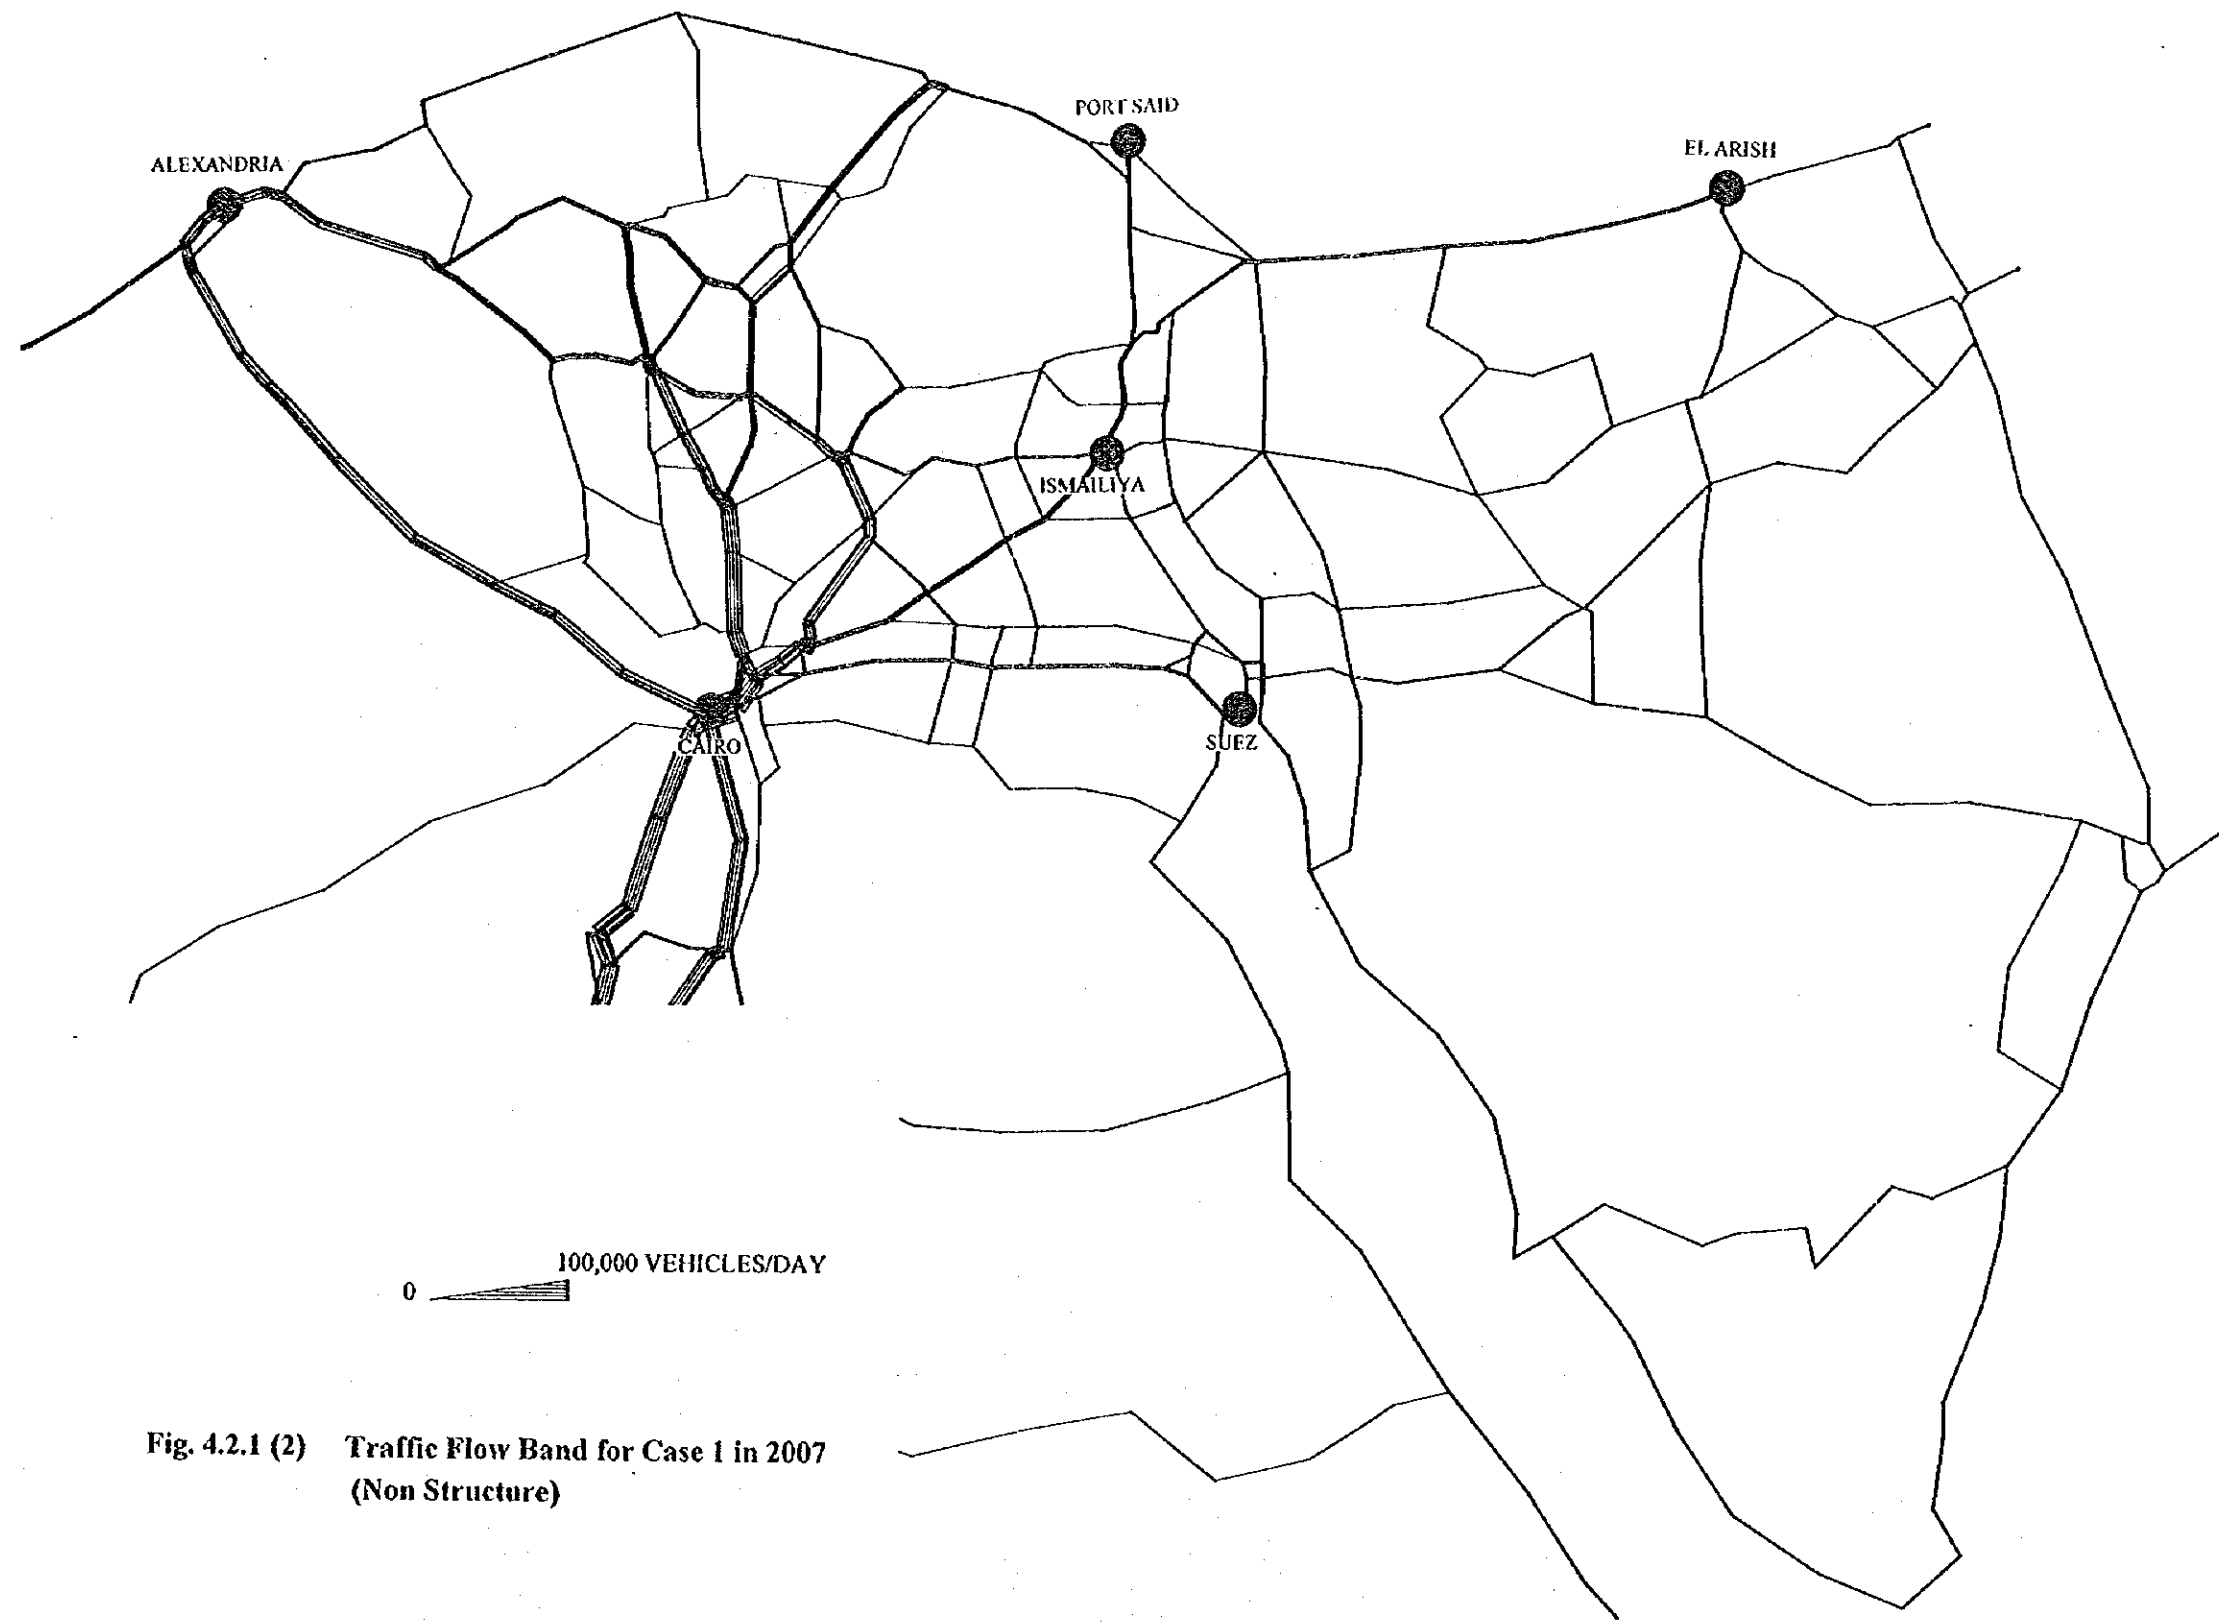 PORT SAID
EL ARISH
ALEXANDRIA
ISMAILIYA
CAIRO
SUEZ
100,000 VEHICLES/DAY
0
Fig. 4.2.1 (2) Traffic Flow Band for Case 1 in 2007
(Non Structure)